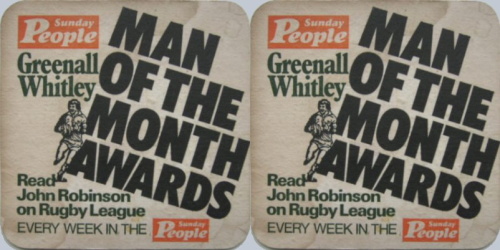 Sunday
People
Greenall
Whitley
MAN
OF THE
MONTH
AWARDS
Read
John Robinson
on Rugby League
EVERY WEEK IN THE Sunday People
Sunday
People
Greenall
Whitley
MAN
OF THE
MONTH
AWARDS
Read
John Robinson
on Rugby League
EVERY WEEK IN THE Sunday People